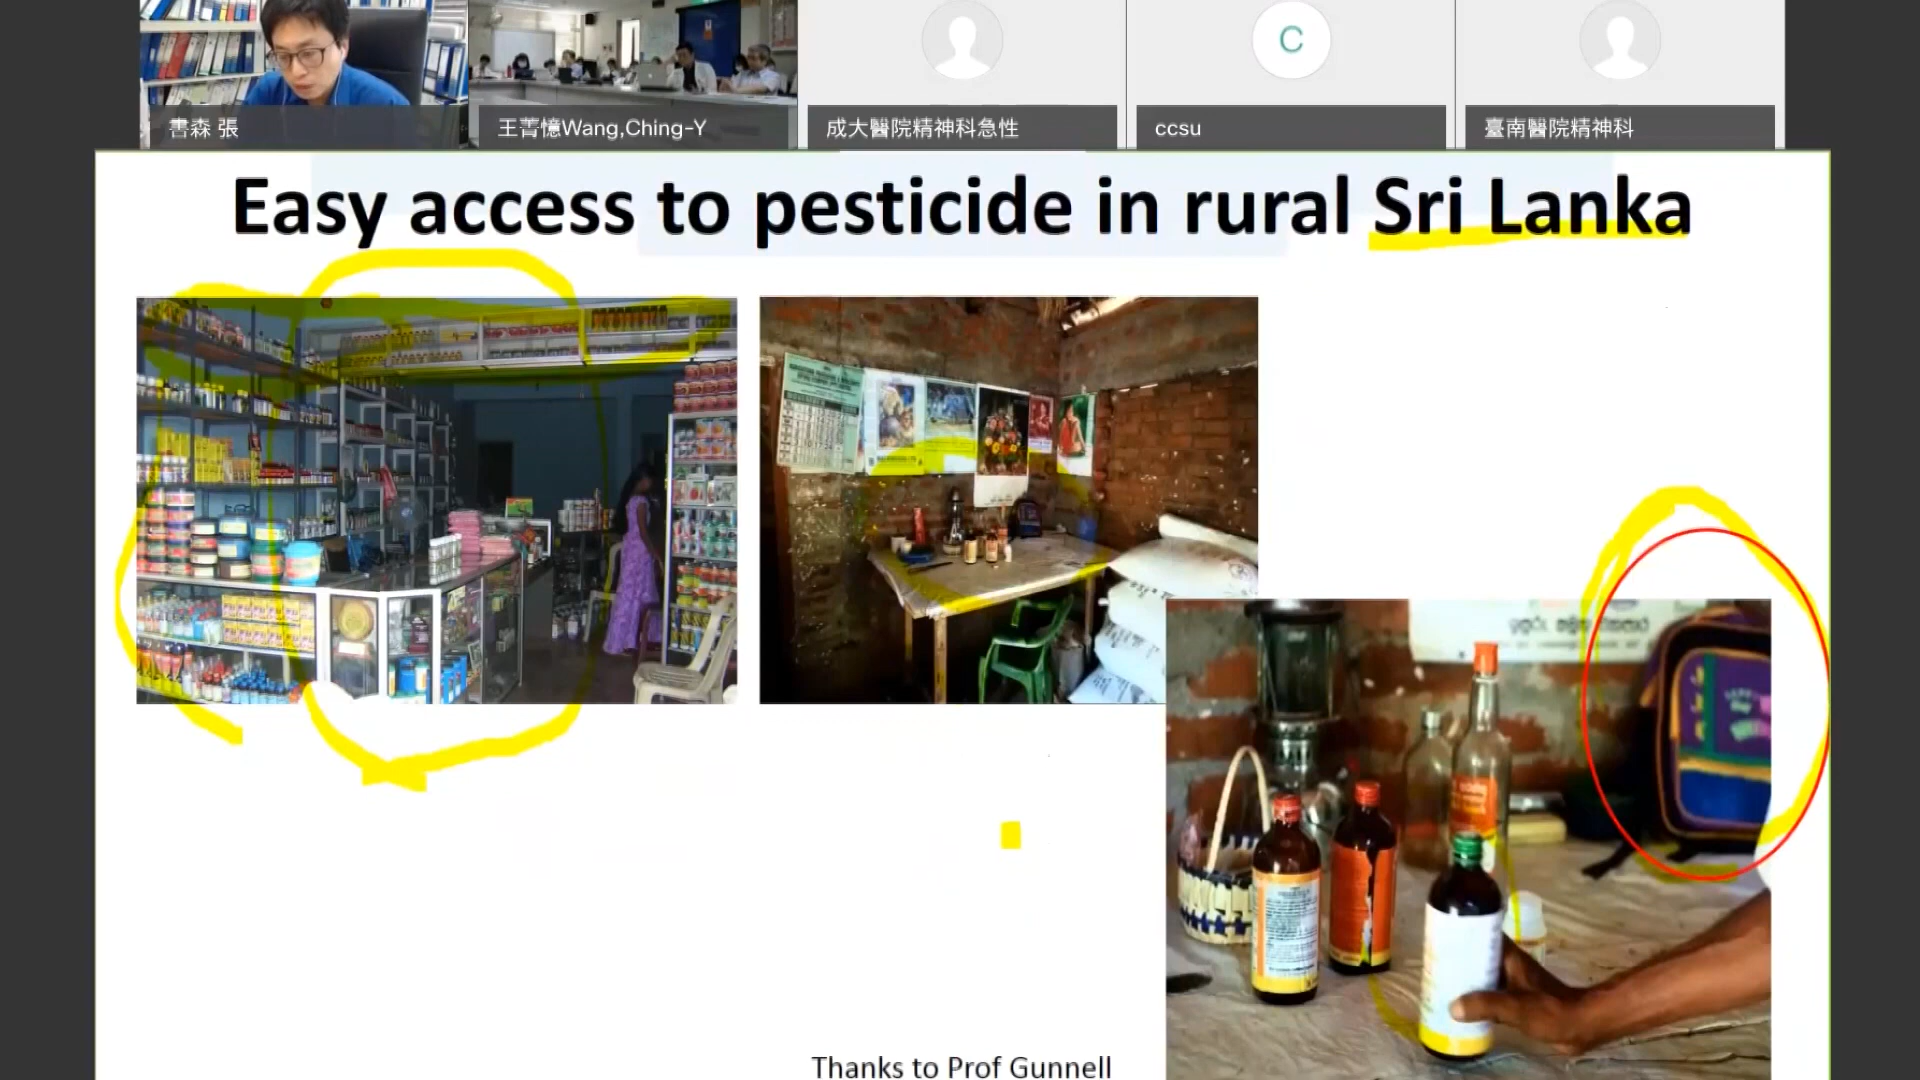 書森 張
王菁憶Wang,Ching-Y
成大醫院精神科急性
C
ccsu
臺南醫院精神科
Easy access to pesticide in rural Sri Lanka
Thanks to Prof Gunnell